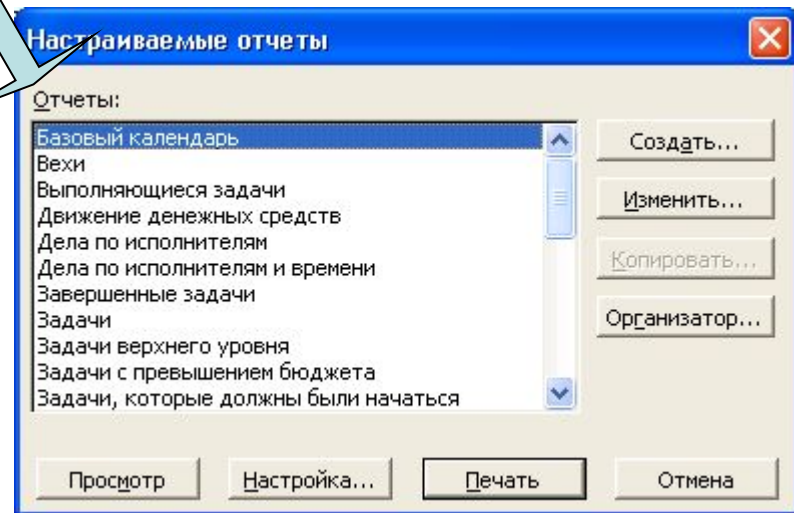 Настраиваемые отчеты
Отчеты:
Базовый календарь
Вехи
Выполняющиеся задачи
Движение денежных средств
Дела по исполнителям
Дела по исполнителям и времени
Завершенные задачи
Задачи
Задачи верхнего уровня
Задачи с превышением бюджета
Задачи, которые должны были начаться
Создать...
Изменить...
Копировать...
Организатор...
Просмотр
Настройка...
Печать
Отмена